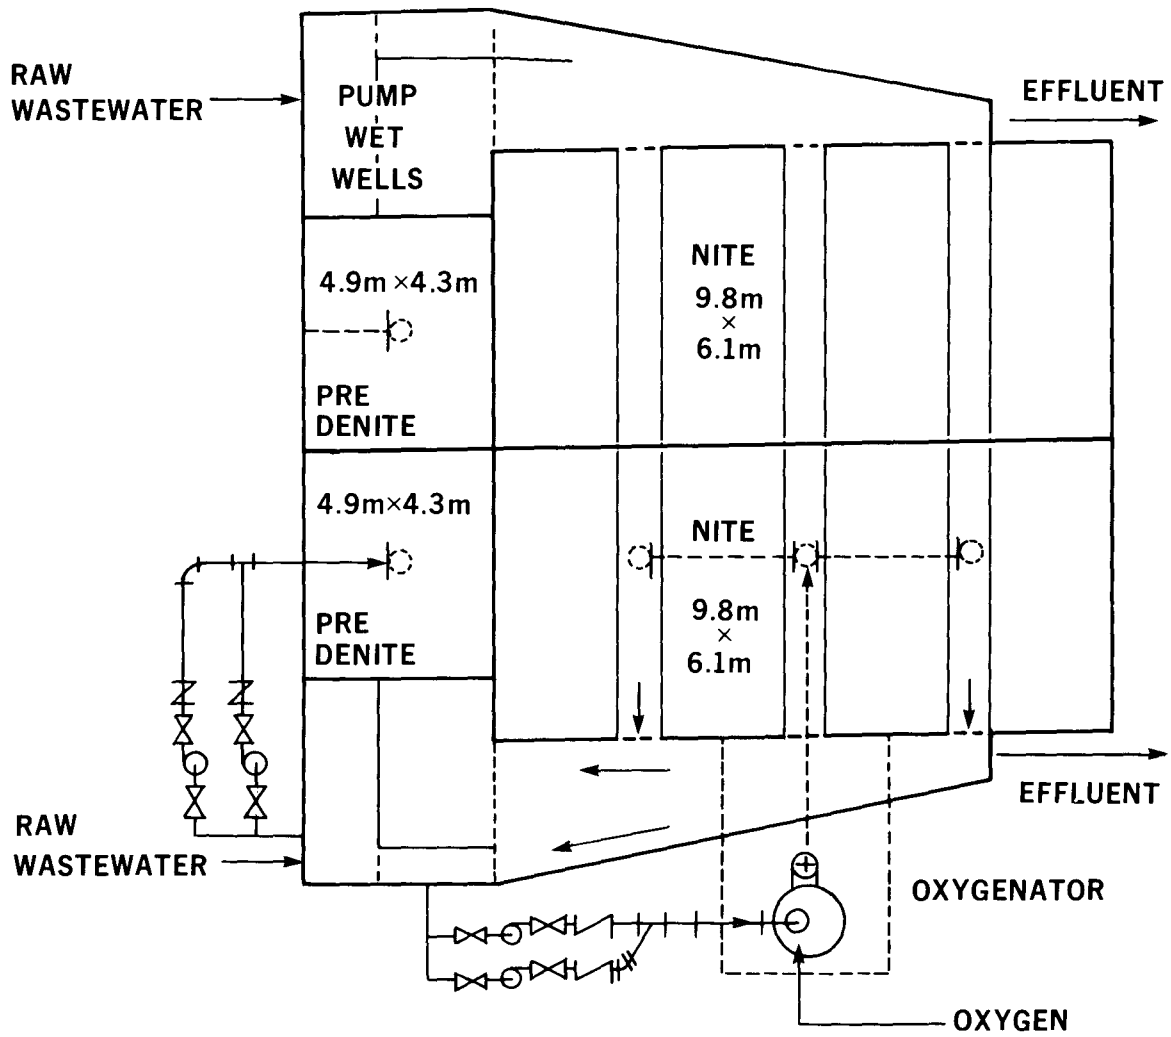 RAW
WASTEWATER
PUMP
WET
WELLS
EFFLUENT
4.9m ×4.3m
PRE
DENITE
NITE
9.8m
×
6.1m
4.9m×4.3m
PRE
DENITE
NITE
9.8m
×
6.1m
RAW
WASTEWATER
EFFLUENT
OXYGENATOR
OXYGEN